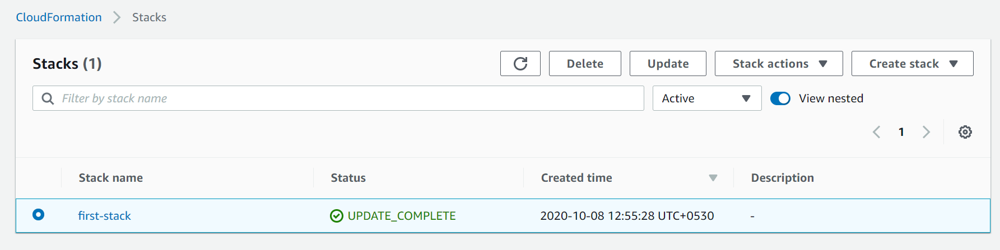 CloudFormation Stacks
Stacks (1) Delete Update Stack actions Create stack
Filter by stack name Active View nested
1
Stack name Status Created time Description
first-stack UPDATE_COMPLETE 2020-10-08 12:55:28 UTC+0530 -